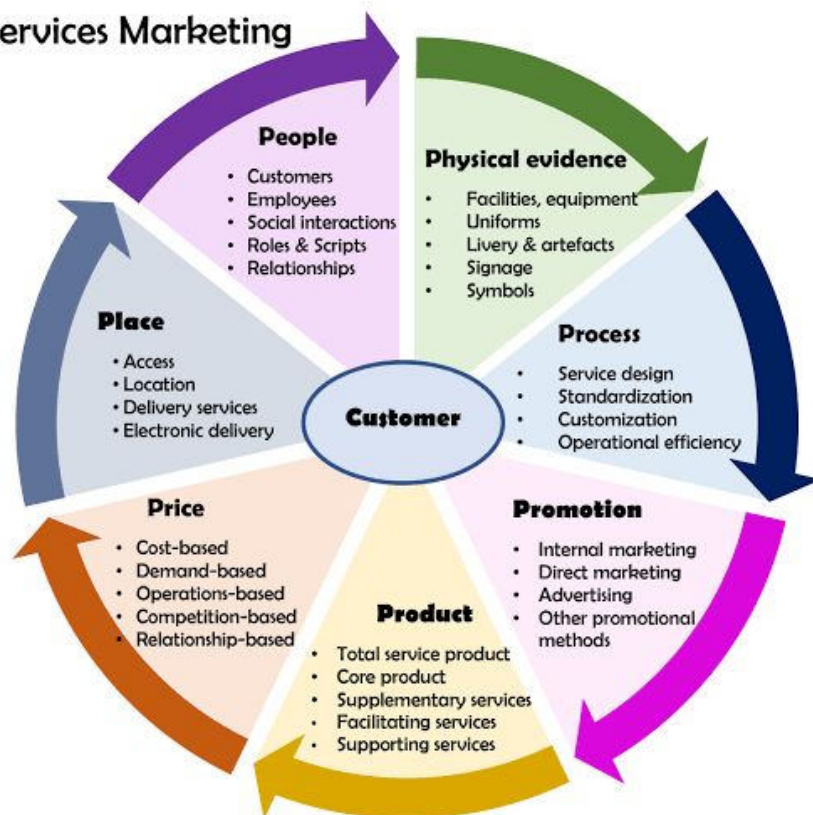 ervices Marketing
People
• Customers
• Employees
• Social interactions
• Roles & Scripts
• Relationships
Physical evidence
• Facilities, equipment
• Uniforms
• Livery & artefacts
• Signage
• Symbols
Process
• Service design
• Standardization
• Customization
• Operational efficiency
Promotion
• Internal marketing
• Direct marketing
• Advertising
• Other promotional
methods
Product
• Total service product
• Core product
• Supplementary services
• Facilitating services
• Supporting services
Price
• Cost-based
• Demand-based
• Operations-based
• Competition-based
• Relationship-based
Place
• Access
• Location
• Delivery services
• Electronic delivery
Customer